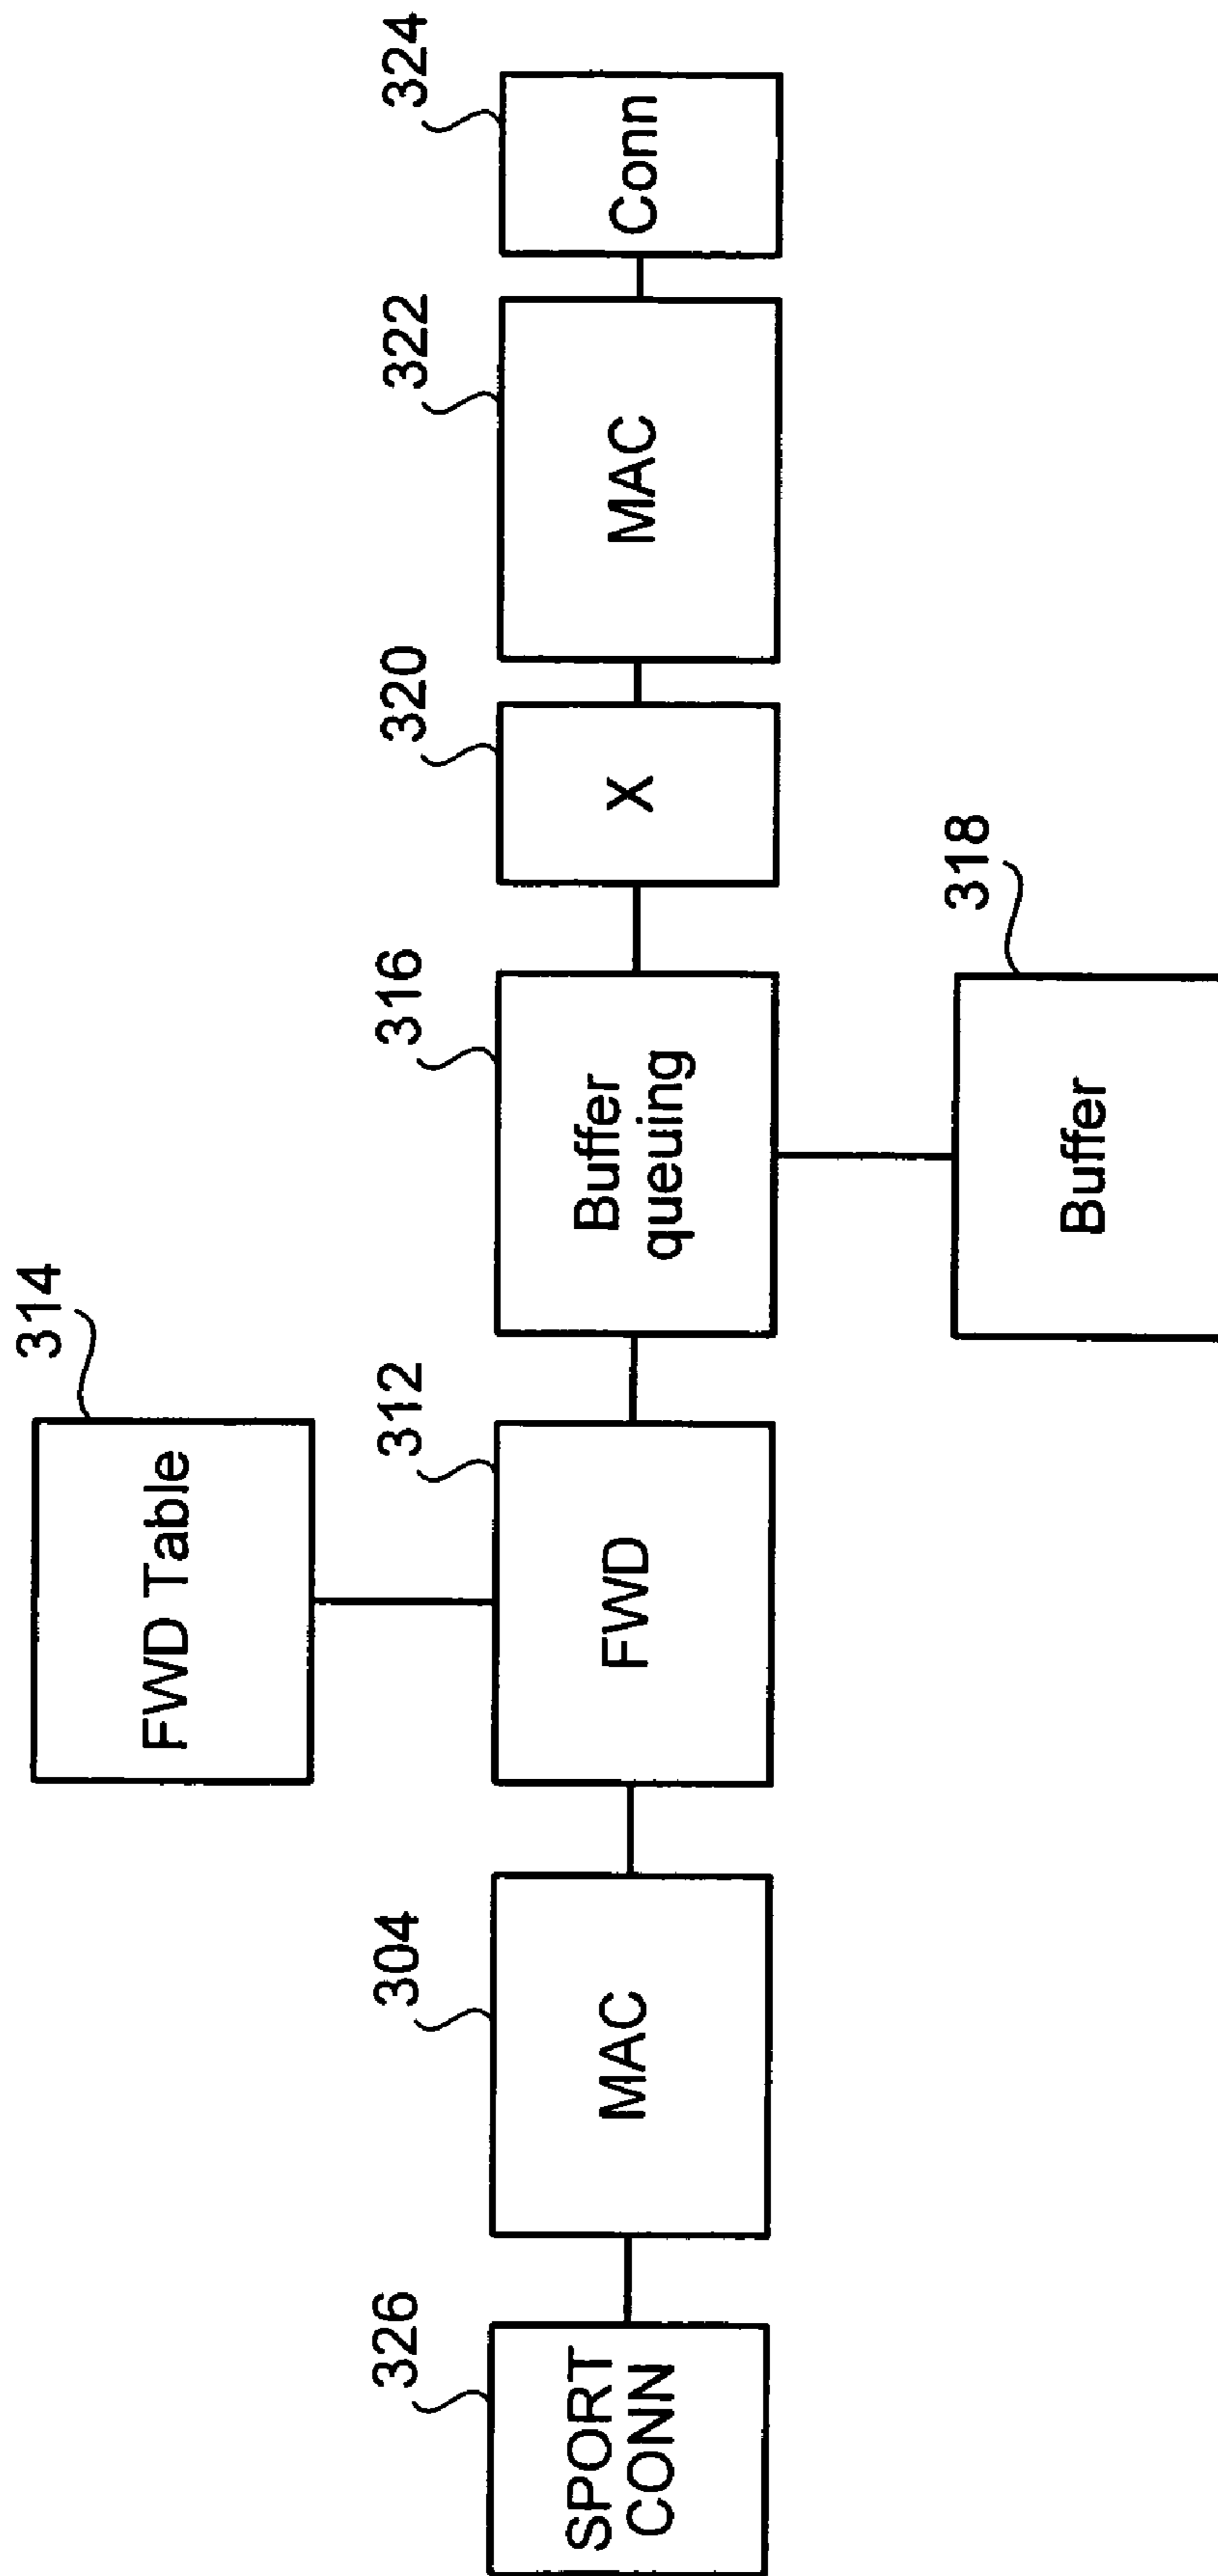 314
FWD Table
326
304
312
316
320
322
324
SPORT
CONN
MAC
FWD
Buffer
queuing
X
MAC
Conn
318
Buffer